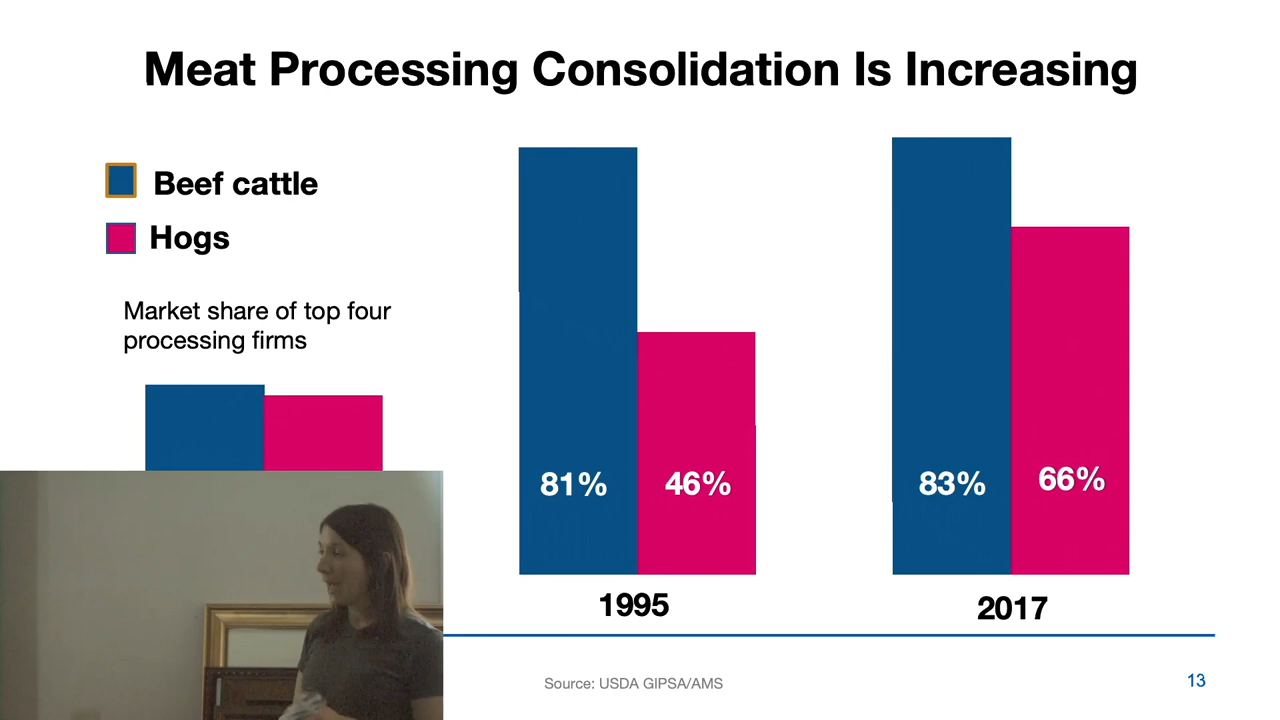 Meat Processing Consolidation Is Increasing
Beef cattle
Hogs
Market share of top four
processing firms
81%
46%
83%
66%
1995
2017
Source: USDA GIPSA/AMS
13